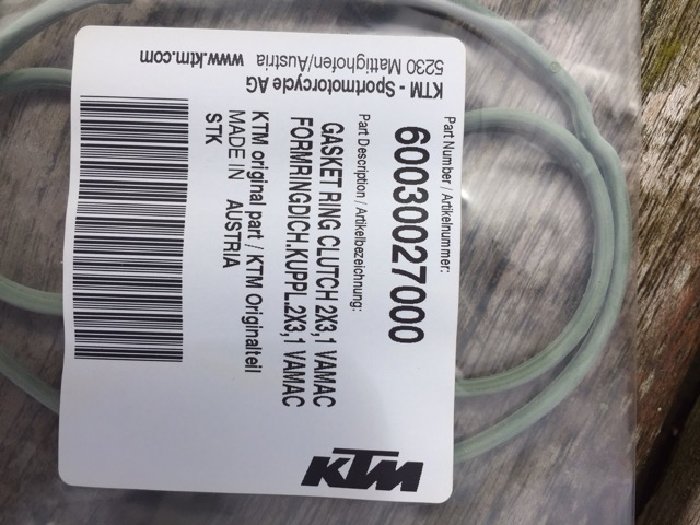 KTM - Sportmotorcycle AG
5230 Mattighofen/Austria
www.ktm.com
Part Number / Artikelnummer:
60030027000
Part Description / Artikelbezeichnung:
GASKET RNG CLUTCH 2X3,1 VAMAC
FORMRINGDICH.KUPPL.2X3,1 VAMAC
KTM original part / KTM Originalteil
MADE IN AUSTRIA
STK
KTM